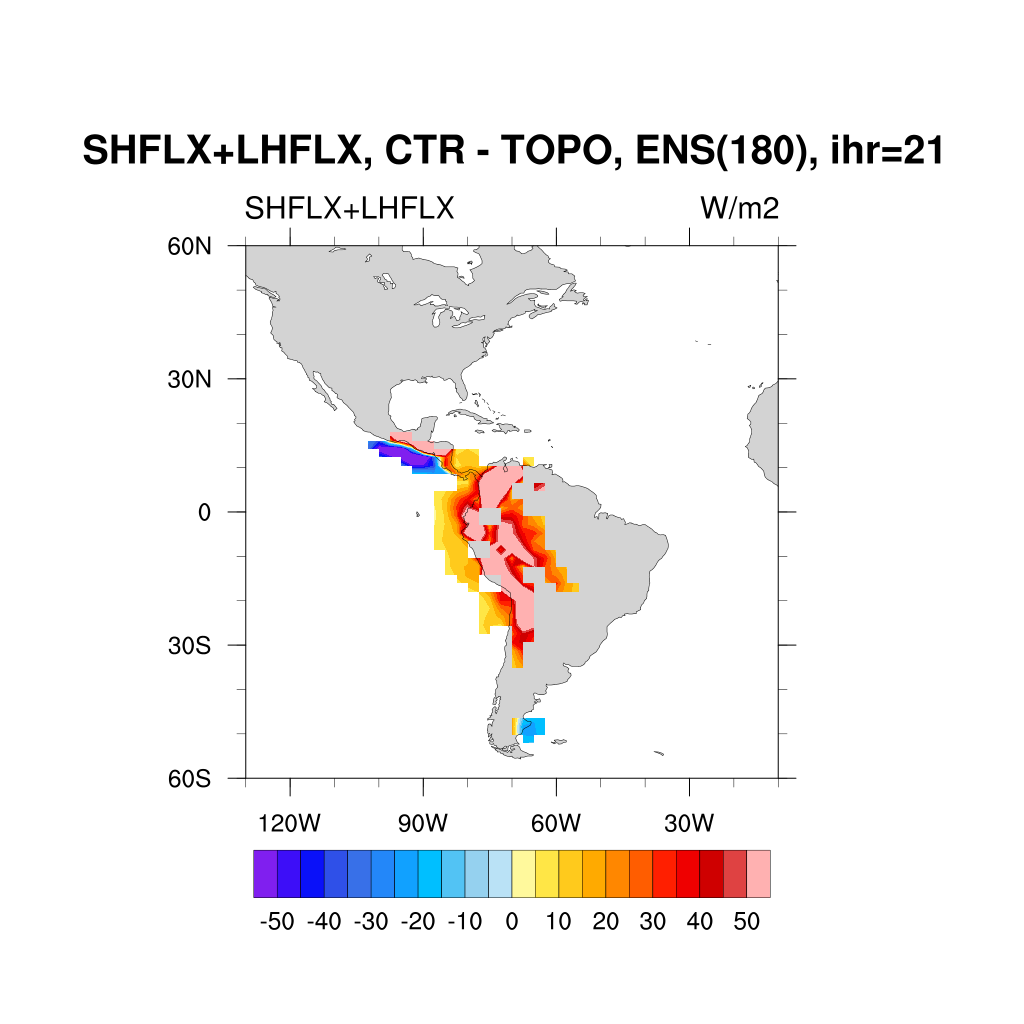 SHFLX+LHFLX, CTR - TOPO, ENS(180), ihr=21
SHFLX+LHFLX W/m2
60N
30N
0
30S
60S
120W 90W 60W 30W
-50 -40 -30 -20 -10 0 10 20 30 40 50